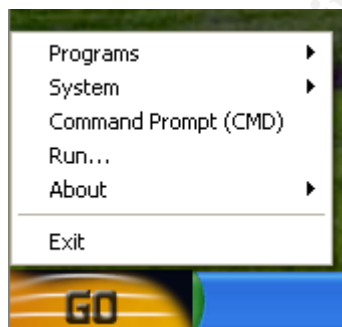 Programs
System
Command Prompt (CMD)
Run...
About
Exit
GO